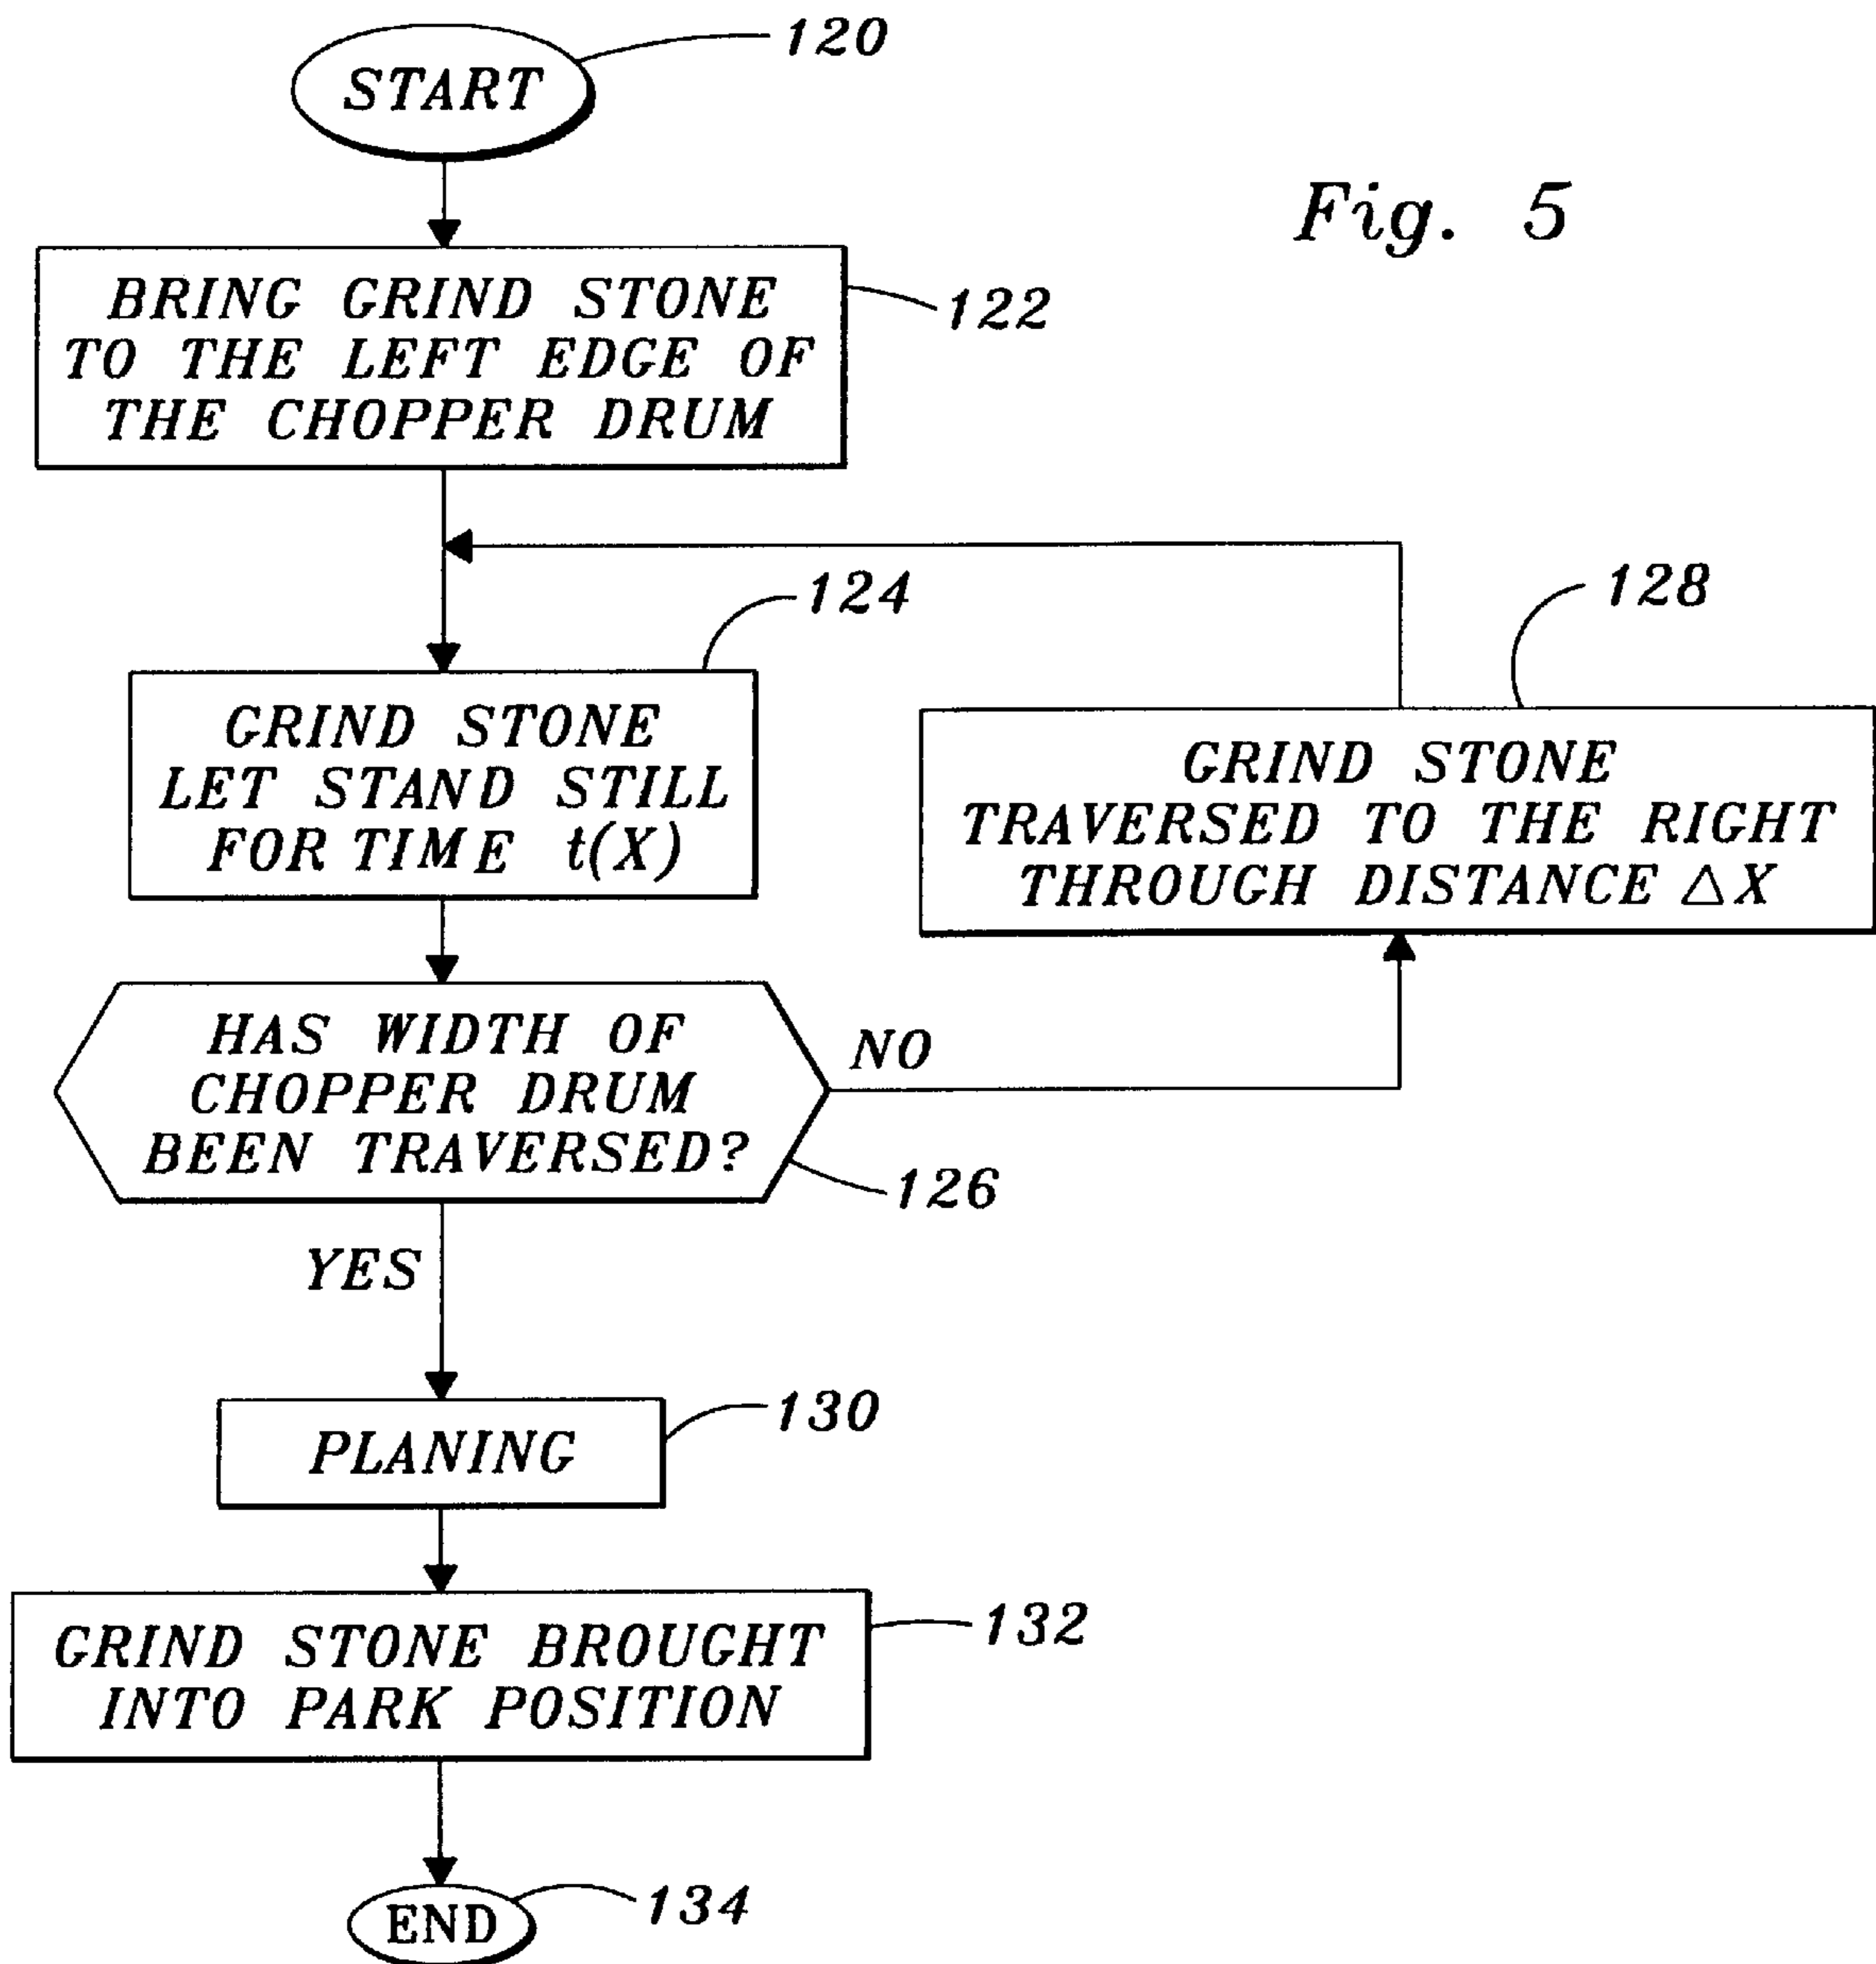 120
START
Fig. 5
BRING GRIND STONE
TO THE LEFT EDGE OF
THE CHOPPER DRUM
122
124
GRIND STONE
LET STAND STILL
FOR TIME t(X)
128
GRIND STONE
TRAVERSED TO THE RIGHT
THROUGH DISTANCE ΔX
HAS WIDTH OF
CHOPPER DRUM
BEEN TRAVERSED?
NO
126
YES
130
PLANING
132
GRIND STONE BROUGHT
INTO PARK POSITION
END
134